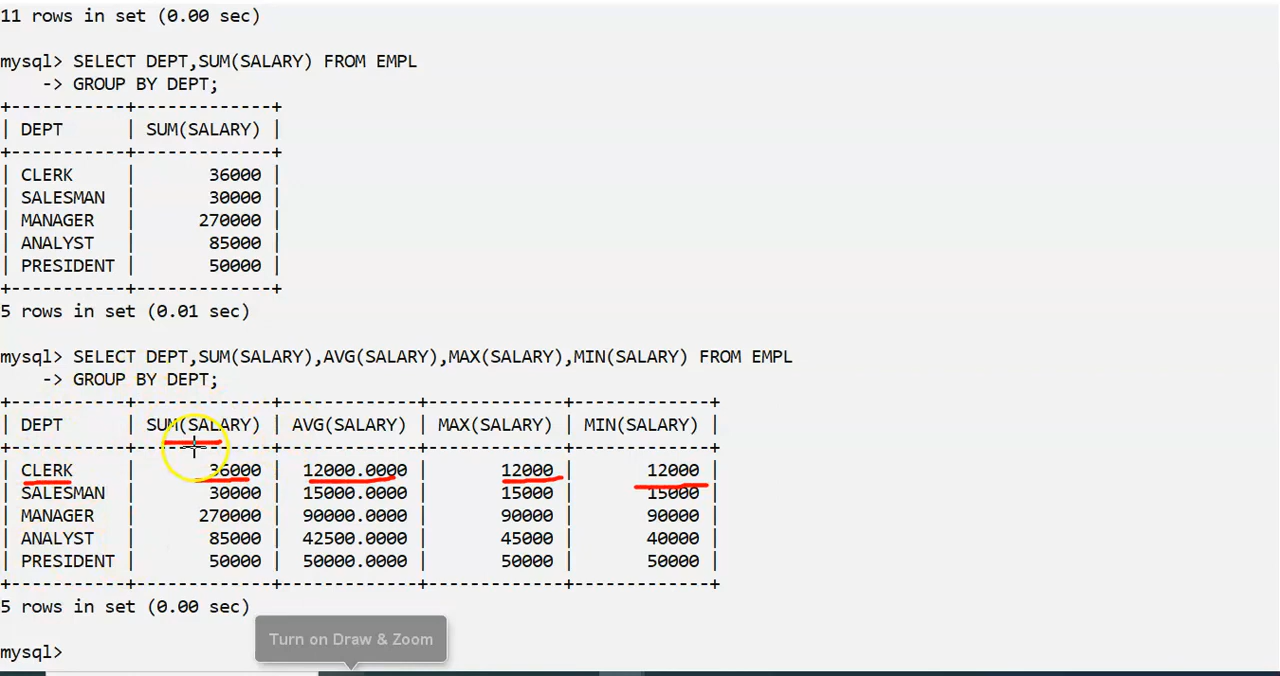 11 rows in set (0.00 sec)
mysql> SELECT DEPT,SUM(SALARY) FROM EMPL
    -> GROUP BY DEPT;
+-----------+-------------+
| DEPT      | SUM(SALARY) |
+-----------+-------------+
| CLERK     |       36000 |
| SALESMAN  |       30000 |
| MANAGER   |      270000 |
| ANALYST   |       85000 |
| PRESIDENT |       50000 |
+-----------+-------------+
5 rows in set (0.01 sec)
mysql> SELECT DEPT,SUM(SALARY),AVG(SALARY),MAX(SALARY),MIN(SALARY) FROM EMPL
    -> GROUP BY DEPT;
+-----------+-------------+-------------+-------------+-------------+
| DEPT      | SUM(SALARY) | AVG(SALARY) | MAX(SALARY) | MIN(SALARY) |
+-----------+-------------+-------------+-------------+-------------+
| CLERK     |       36000 |  12000.0000 |       12000 |       12000 |
| SALESMAN  |       30000 |  15000.0000 |       15000 |       15000 |
| MANAGER   |      270000 |  90000.0000 |       90000 |       90000 |
| ANALYST   |       85000 |  42500.0000 |       45000 |       40000 |
| PRESIDENT |       50000 |  50000.0000 |       50000 |       50000 |
+-----------+-------------+-------------+-------------+-------------+
5 rows in set (0.00 sec)
Turn on Draw & Zoom
mysql>